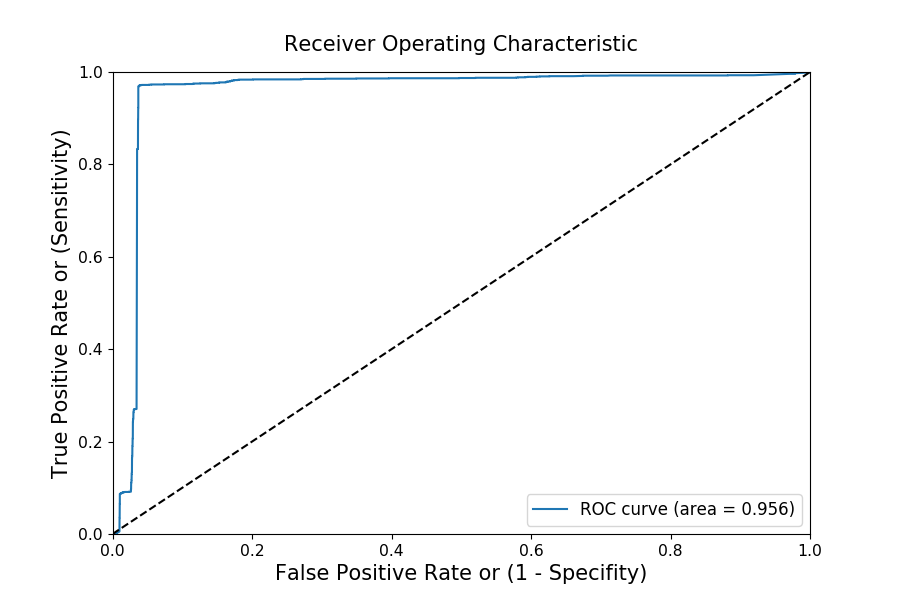 Receiver Operating Characteristic
1.0
0.8
0.6
0.4
0.2
0.0
True Positive Rate or (Sensitivity)
ROC curve (area = 0.956)
0.0 0.2 0.4 0.6 0.8 1.0
False Positive Rate or (1 - Specifity)